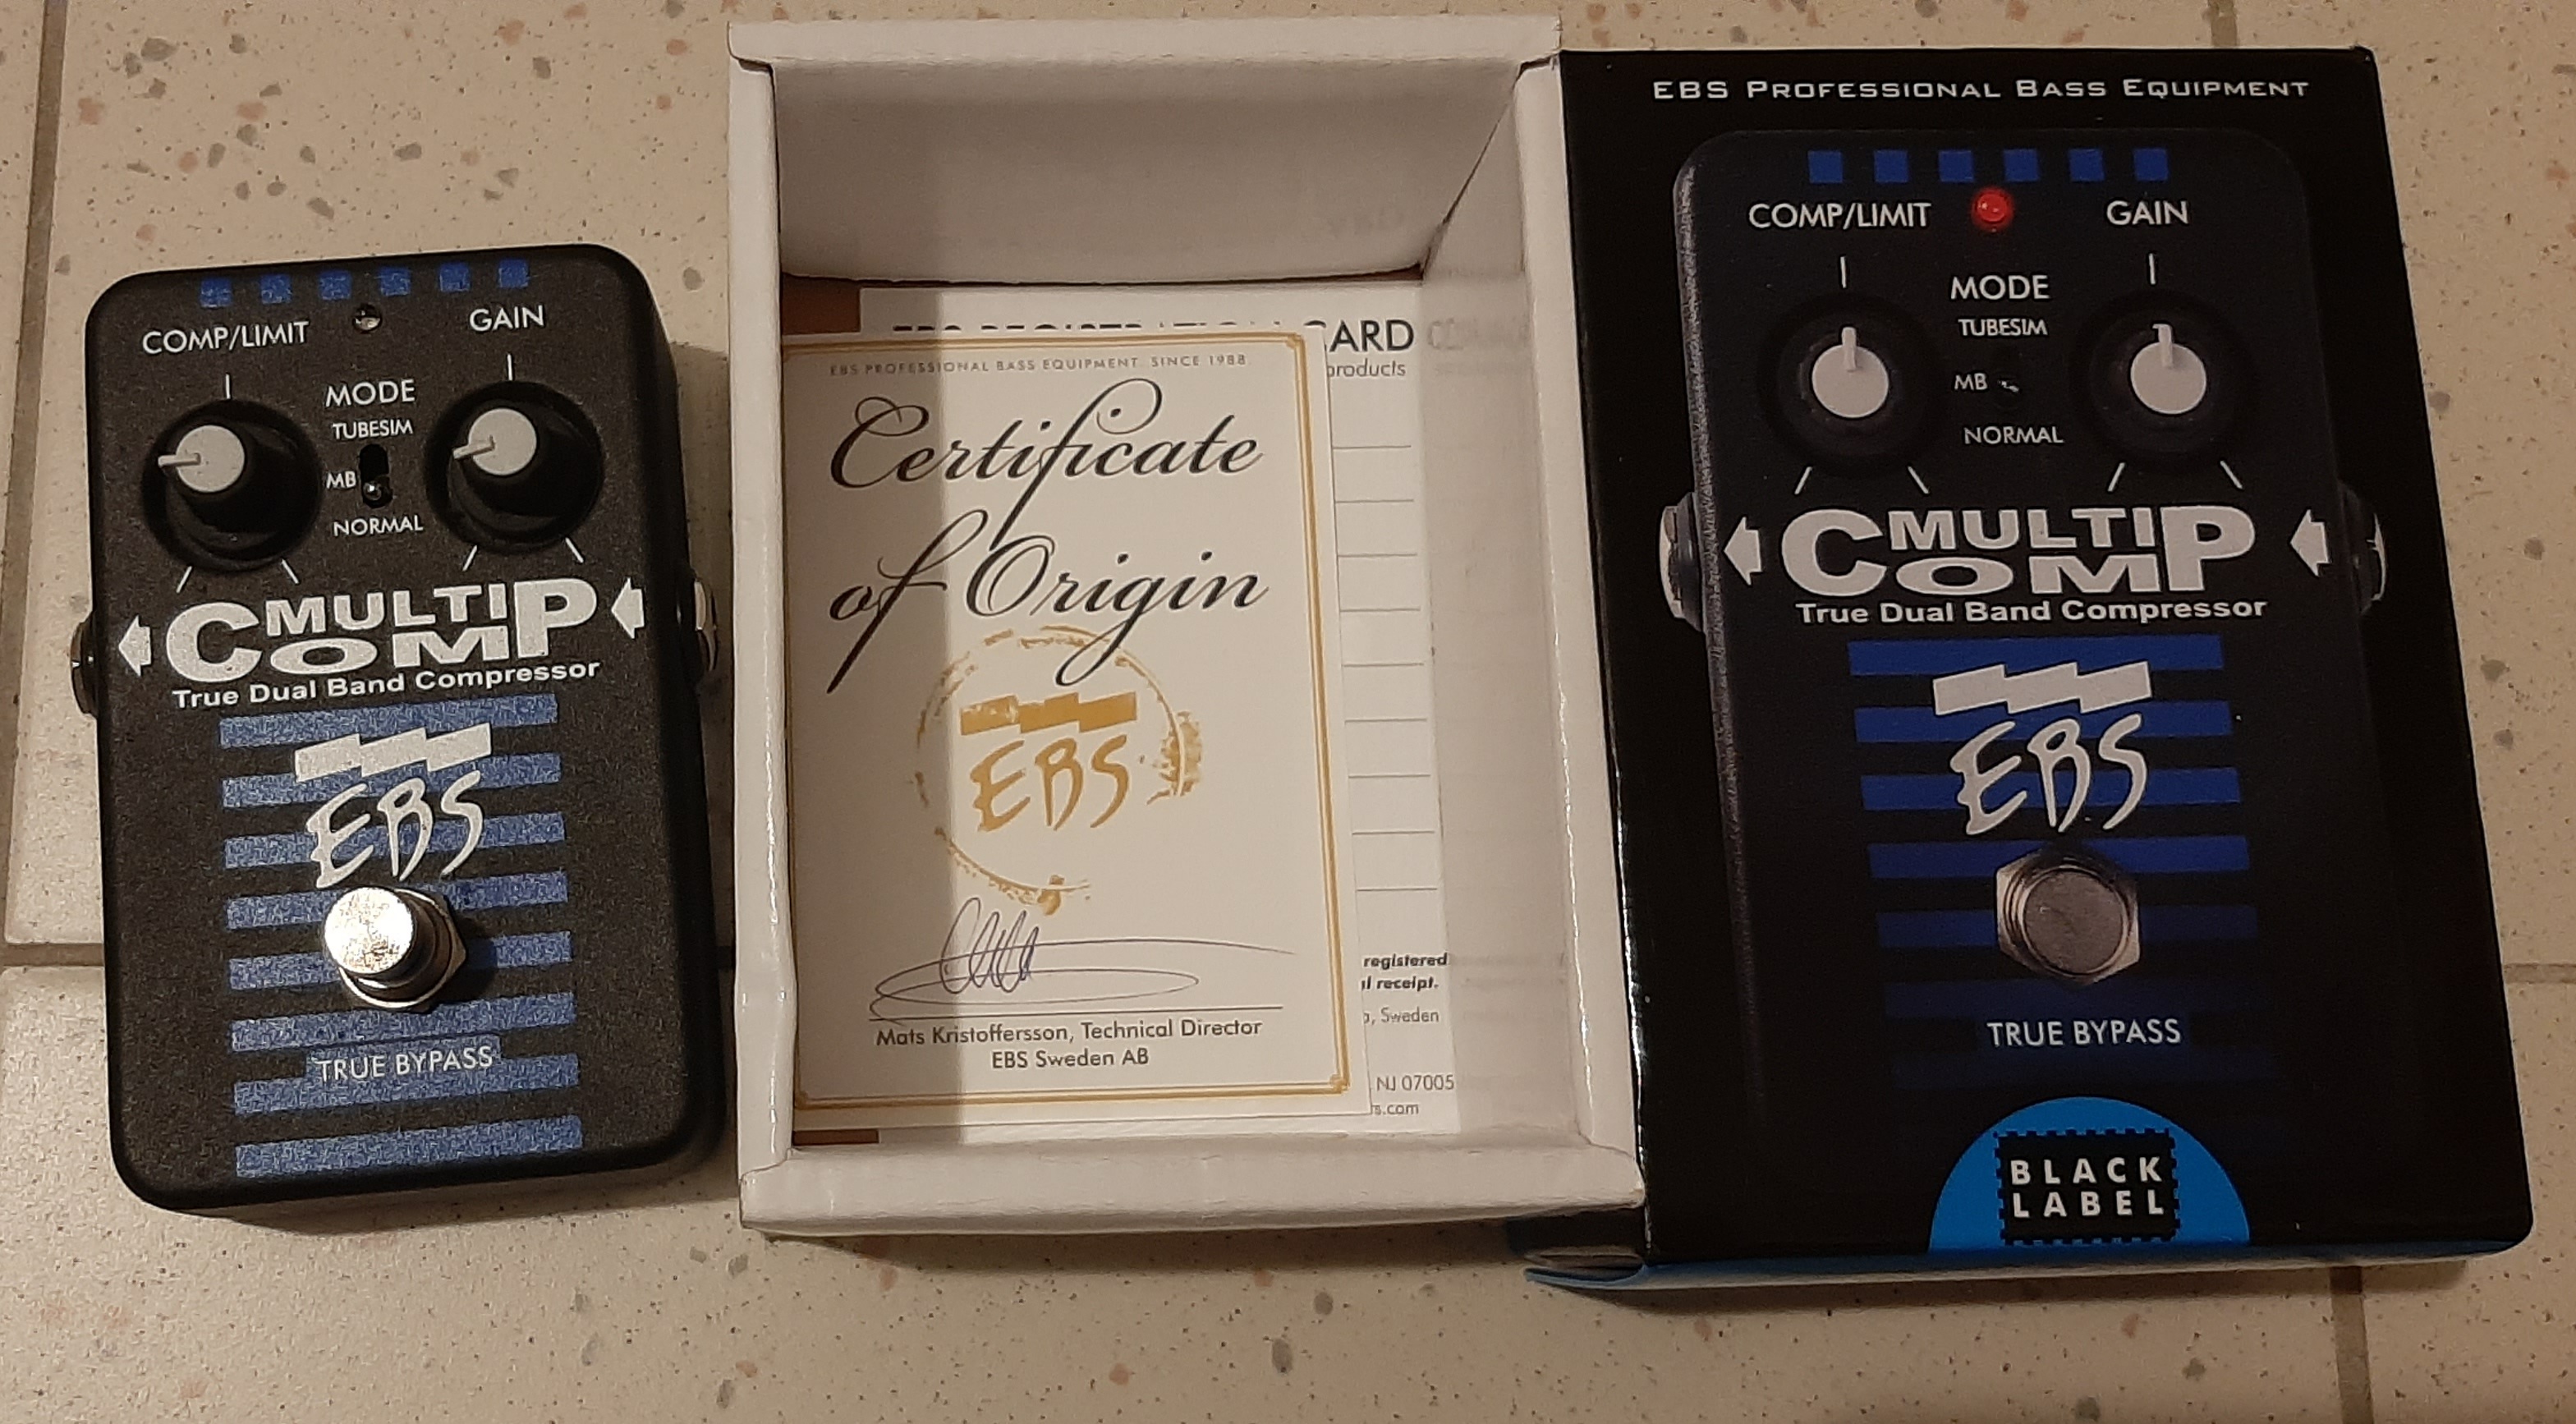 COMP/LIMIT
GAIN
MODE
TUBESIM
MB
NORMAL
MULTI
COMP
True Dual Band Compressor
EBS
TRUE BYPASS
EBS REGISTRATION CARD
products
EBS PROFESSIONAL BASS EQUIPMENT SINCE 1988
Certificate
of Origin
EBS
Mats Kristoffersson, Technical Director
EBS Sweden AB
registered
receipt.
Sweden
NJ 07005
.com
EBS PROFESSIONAL BASS EQUIPMENT
COMP/LIMIT
GAIN
MODE
TUBESIM
MB
NORMAL
MULTI
COMP
True Dual Band Compressor
EBS
TRUE BYPASS
BLACK
LABEL